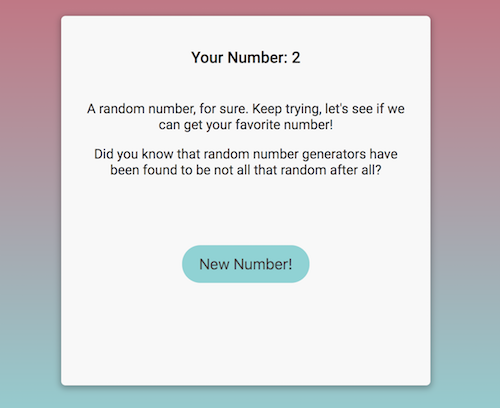 Your Number: 2
A random number, for sure. Keep trying, let's see if we
can get your favorite number!
Did you know that random number generators have
been found to be not all that random after all?
New Number!